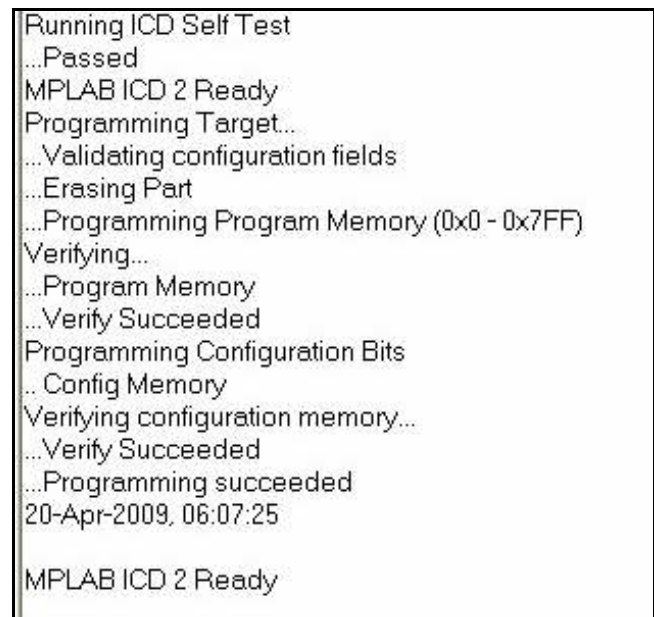 Running ICD Self Test
...Passed
MPLAB ICD 2 Ready
Programming Target...
...Validating configuration fields
...Erasing Part
...Programming Program Memory (0x0 - 0x7FF)
Verifying...
...Program Memory
...Verify Succeeded
Programming Configuration Bits
.. Config Memory
Verifying configuration memory...
...Verify Succeeded
...Programming succeeded
20-Apr-2009, 06:07:25
MPLAB ICD 2 Ready